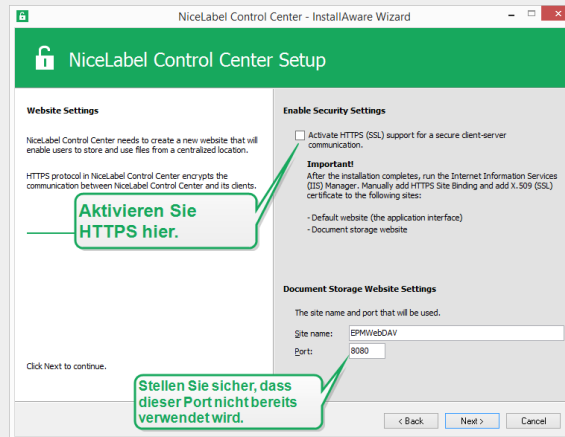 NiceLabel Control Center - InstallAware Wizard
NiceLabel Control Center Setup
Website Settings
NiceLabel Control Center needs to create a new website that will
enable users to store and use files from a centralized location.
HTTPS protocol in NiceLabel Control Center encrypts the
communication between NiceLabel Control Center and its clients.
Aktivieren Sie
HTTPS hier.
Click Next to continue.
Enable Security Settings
Activate HTTPS (SSL) support for a secure client-server
communication.
Important!
After the installation completes, run the Internet Information Services
(IIS) Manager. Manually add HTTPS Site Binding and add X.509 (SSL)
certificate to the following sites:
- Default website (the application interface)
- Document storage website
Document Storage Website Settings
The site name and port that will be used.
Site name: EPMWebDAV
Port: 8080
Stellen Sie sicher, dass
dieser Port nicht bereits
verwendet wird.
< Back Next > Cancel